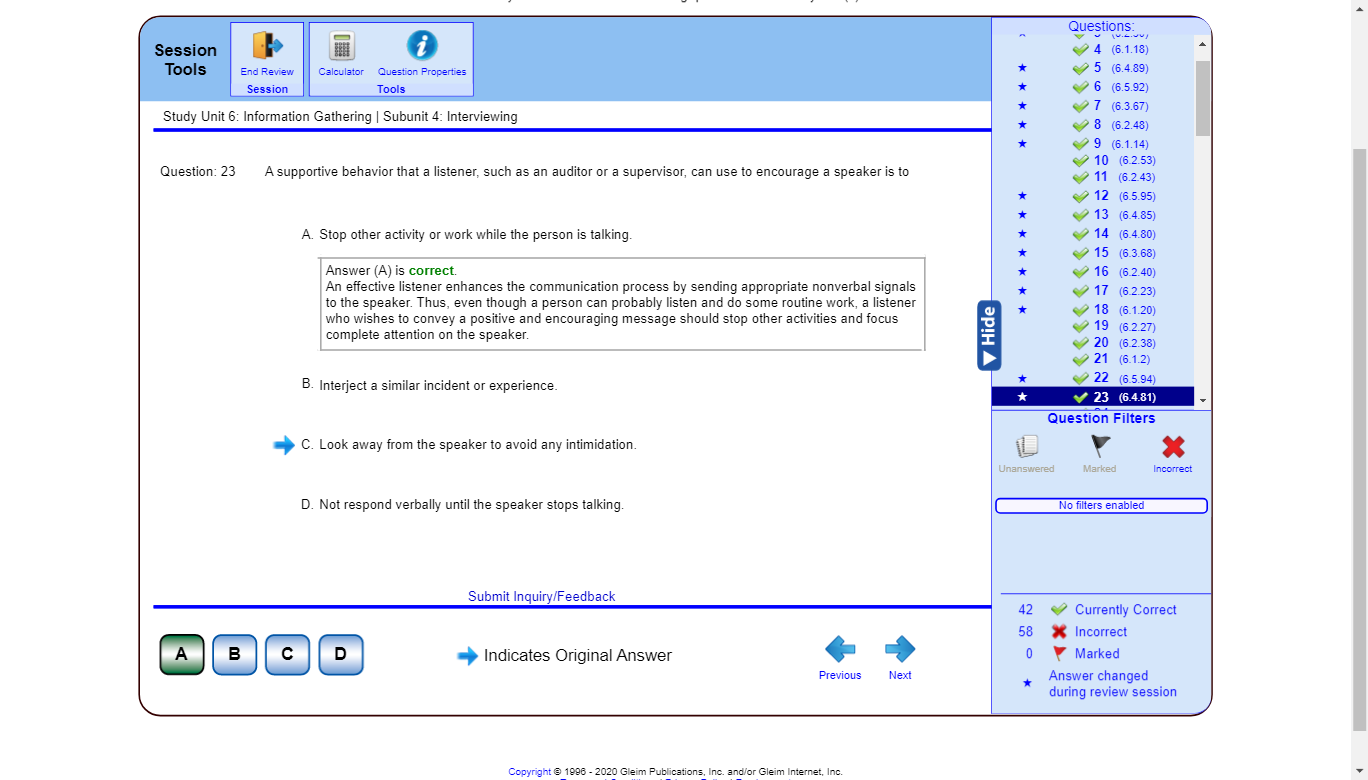 Session
Tools
End Review
Session
Calculator
Question Properties
Tools
Study Unit 6: Information Gathering | Subunit 4: Interviewing
Question: 23
A supportive behavior that a listener, such as an auditor or a supervisor, can use to encourage a speaker is to
A. Stop other activity or work while the person is talking.
Answer (A) is correct.
An effective listener enhances the communication process by sending appropriate nonverbal signals
to the speaker. Thus, even though a person can probably listen and do some routine work, a listener
who wishes to convey a positive and encouraging message should stop other activities and focus
complete attention on the speaker.
B. Interject a similar incident or experience.
C. Look away from the speaker to avoid any intimidation.
D. Not respond verbally until the speaker stops talking.
Submit Inquiry/Feedback
A
B
C
D
Indicates Original Answer
Previous
Next
Hide
Questions:
4 (6.1.18)
★ 5 (6.4.89)
★ 6 (6.5.92)
★ 7 (6.3.67)
★ 8 (6.2.48)
★ 9 (6.1.14)
10 (6.2.53)
11 (6.2.43)
★ 12 (6.5.95)
★ 13 (6.4.85)
★ 14 (6.4.80)
★ 15 (6.3.68)
★ 16 (6.2.40)
★ 17 (6.2.23)
★ 18 (6.1.20)
19 (6.2.27)
20 (6.2.38)
21 (6.1.2)
★ 22 (6.5.94)
★ 23 (6.4.81)
Question Filters
Unanswered
Marked
Incorrect
No filters enabled
42 Currently Correct
58 Incorrect
0 Marked
★ Answer changed
during review session
Copyright © 1996 - 2020 Gleim Publications, Inc. and/or Gleim Internet, Inc.